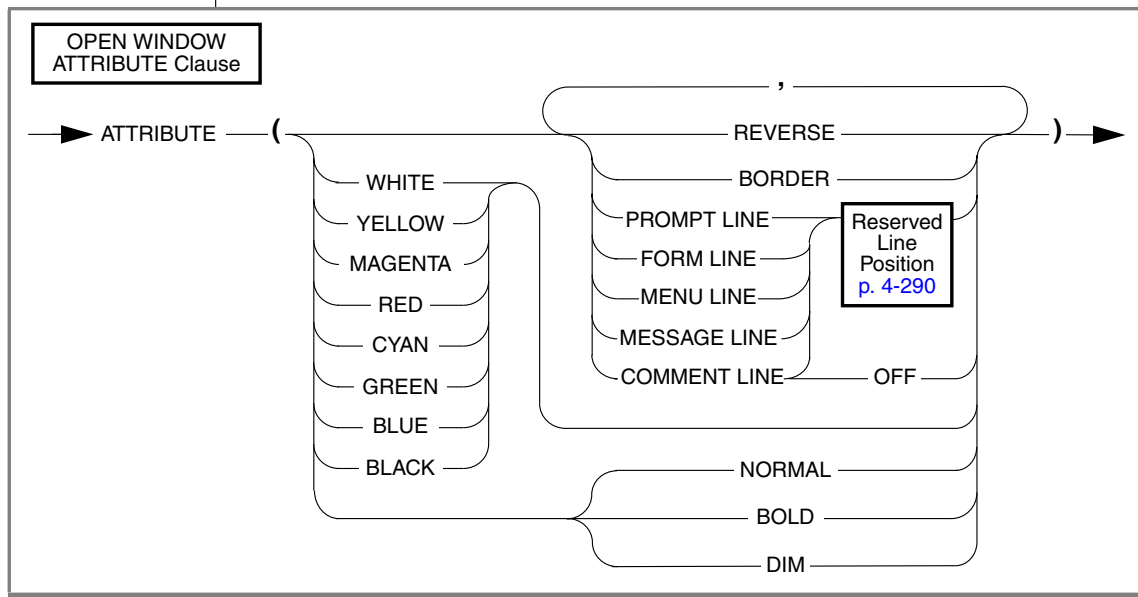 OPEN WINDOW
ATTRIBUTE Clause
,
ATTRIBUTE ( REVERSE )
WHITE
YELLOW
MAGENTA
RED
CYAN
GREEN
BLUE
BLACK
BORDER
PROMPT LINE
FORM LINE
MENU LINE
MESSAGE LINE
COMMENT LINE OFF
Reserved
Line
Position
p. 4-290
NORMAL
BOLD
DIM